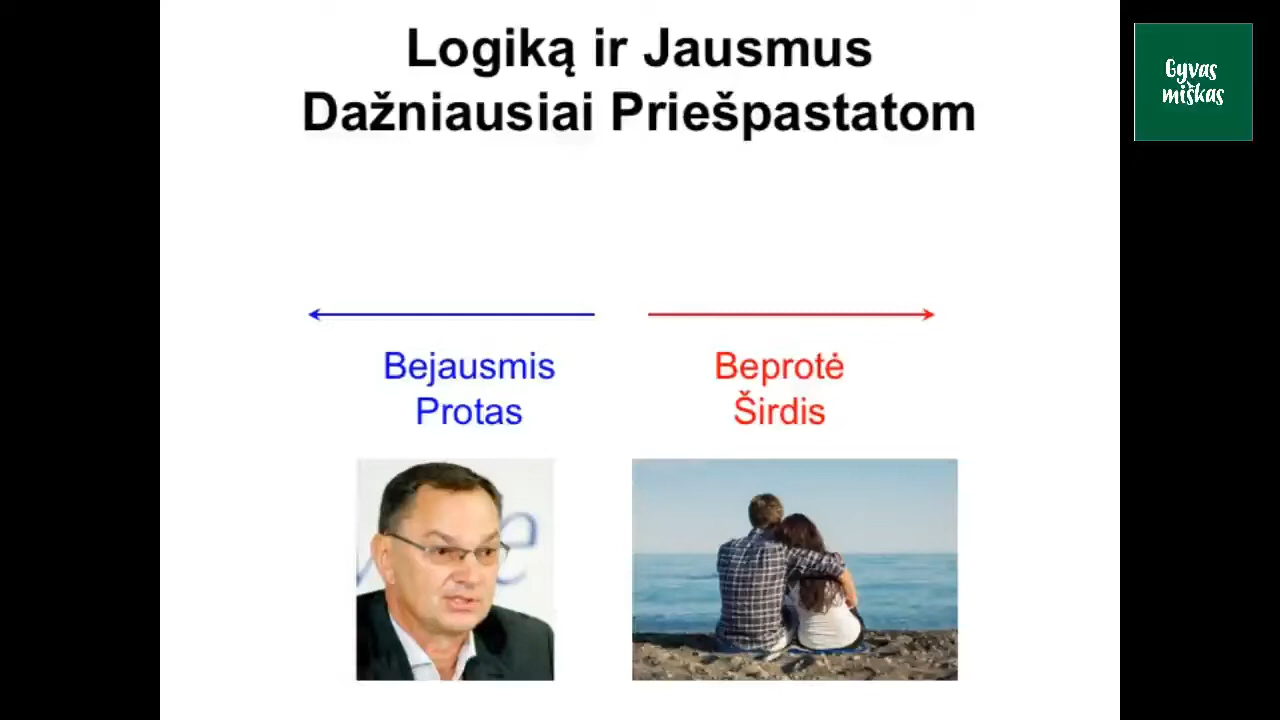 Logiką ir Jausmus
Dažniausiai Priešpastatom
Gyvas
miškas
Bejausmis
Protas
Beprotė
Širdis